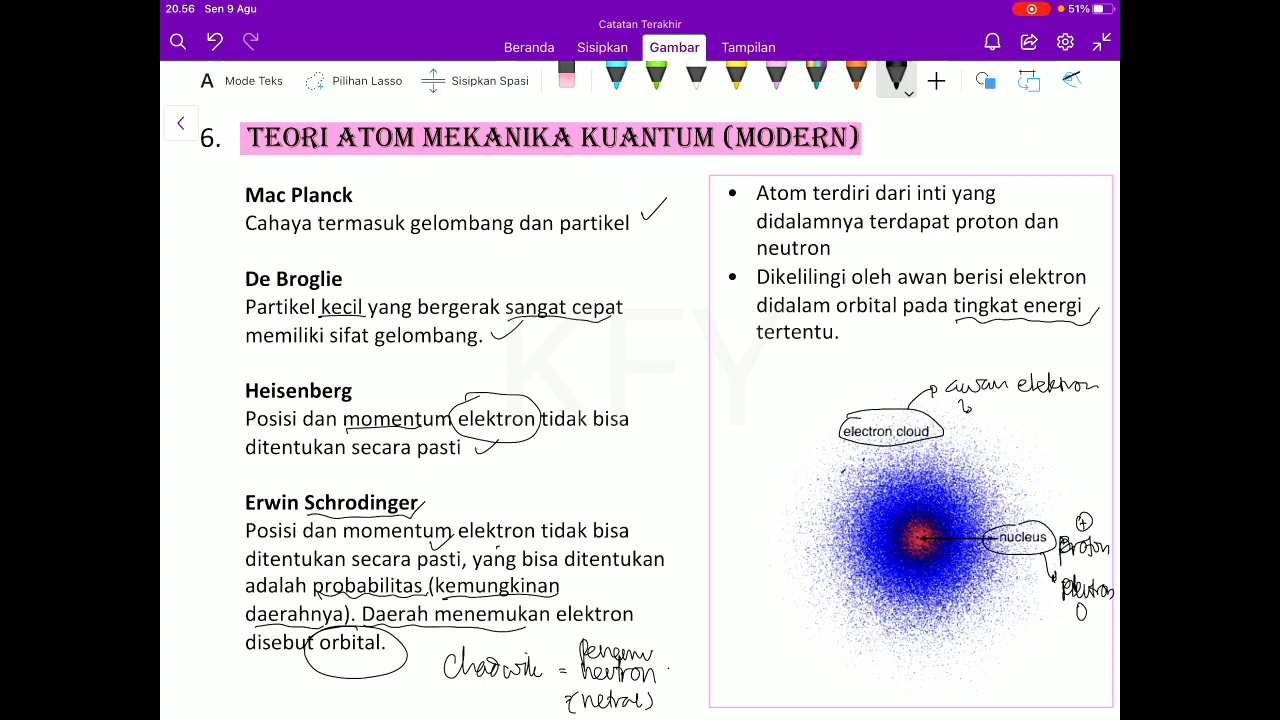 20.56 Sen 9 Agu
51%
Catatan Terakhir
Beranda Sisipkan Gambar Tampilan
A Mode Teks Pilihan Lasso Sisipkan Spasi
6. TEORI ATOM MEKANIKA KUANTUM (MODERN)
Mac Planck
Cahaya termasuk gelombang dan partikel
De Broglie
Partikel kecil yang bergerak sangat cepat
memiliki sifat gelombang.
Heisenberg
Posisi dan momentum elektron tidak bisa
ditentukan secara pasti
Erwin Schrodinger
Posisi dan momentum elektron tidak bisa
ditentukan secara pasti, yang bisa ditentukan
adalah probabilitas (kemungkinan
daerahnya). Daerah menemukan elektron
disebut orbital.
= neutron
(netral)
• Atom terdiri dari inti yang
didalamnya terdapat proton dan
neutron
• Dikelilingi oleh awan berisi elektron
didalam orbital pada tingkat energi
tertentu.
awan elektron
electron cloud
nucleus
+
proton
0
KFY